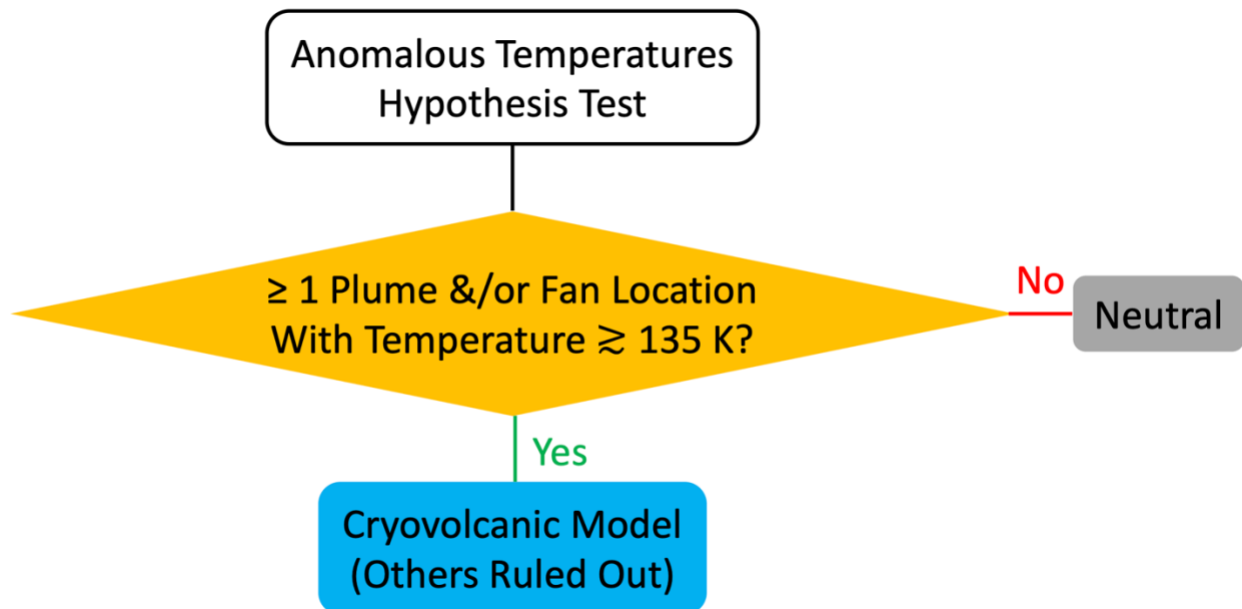 Anomalous Temperatures
Hypothesis Test
≥ 1 Plume &/or Fan Location
With Temperature ≳ 135 K?
No
Neutral
Yes
Cryovolcanic Model
(Others Ruled Out)